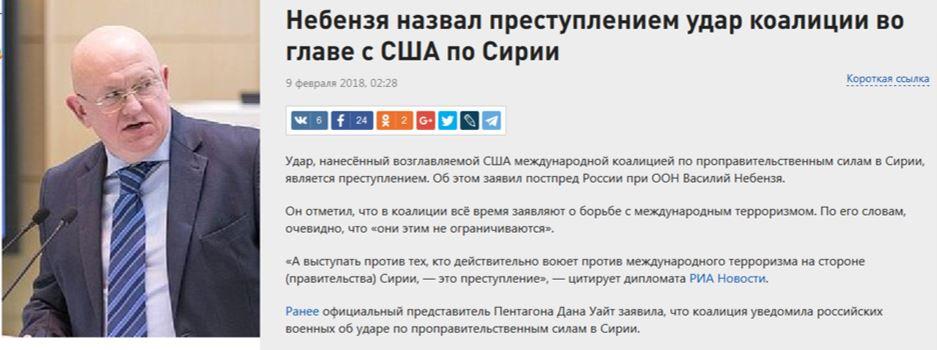 Небензя назвал преступлением удар коалиции во
главе с США по Сирии
9 февраля 2018, 02:28
Короткая ссылка
6 24 2 G+
Удар, нанесённый возглавляемой США международной коалицией по проправительственным силам в Сирии,
является преступлением. Об этом заявил постпред России при ООН Василий Небензя.
Он отметил, что в коалиции всё время заявляют о борьбе с международным терроризмом. По его словам,
очевидно, что «они этим не ограничиваются».
«А выступать против тех, кто действительно воюет против международного терроризма на стороне
(правительства) Сирии, — это преступление», — цитирует дипломата РИА Новости.
Ранее официальный представитель Пентагона Дана Уайт заявила, что коалиция уведомила российских
военных об ударе по проправительственным силам в Сирии.